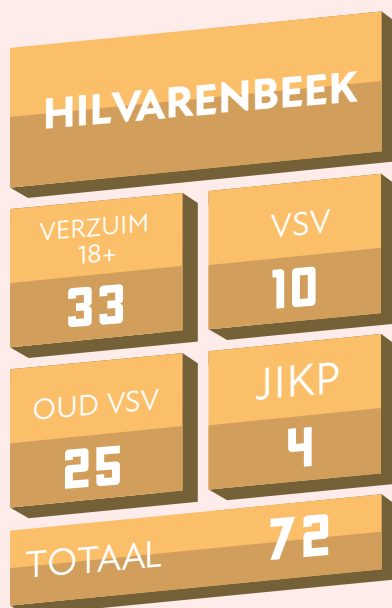 HILVARENBEEK
VERZUIM
18+
33
VSV
10
OUD VSV
25
JIKP
4
TOTAAL 72